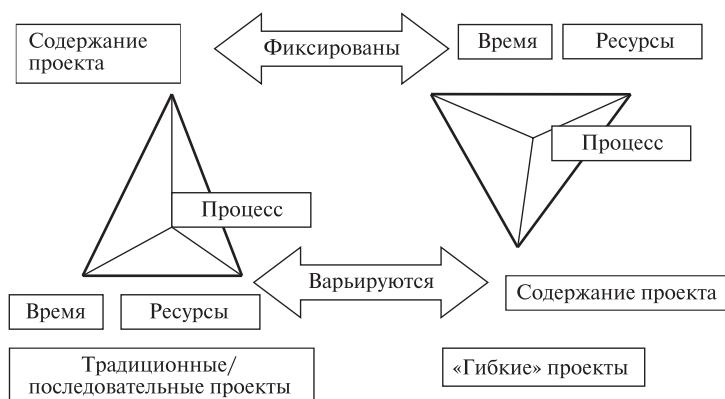 Содержание
проекта
Фиксированы
Время
Ресурсы
Процесс
Процесс
Варьируются
Время
Ресурсы
Содержание проекта
Традиционные/
последовательные проекты
«Гибкие» проекты